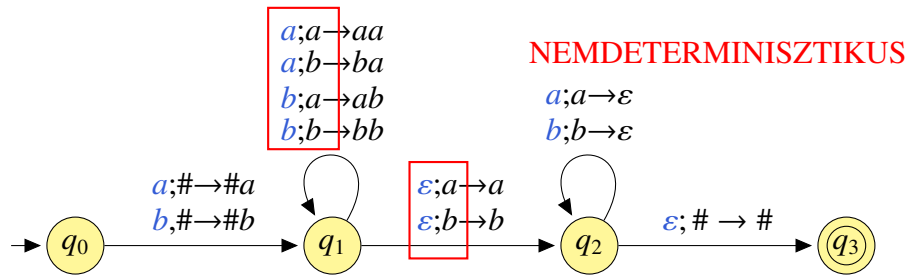 a;a→aa
a;b→ba
b;a→ab
b;b→bb
NEMDETERMINISZTIKUS
a;a→ε
b;b→ε
a;#→#a
b,#→#b
ε;a→a
ε;b→b
ε; # → #
q0 q1 q2 q3